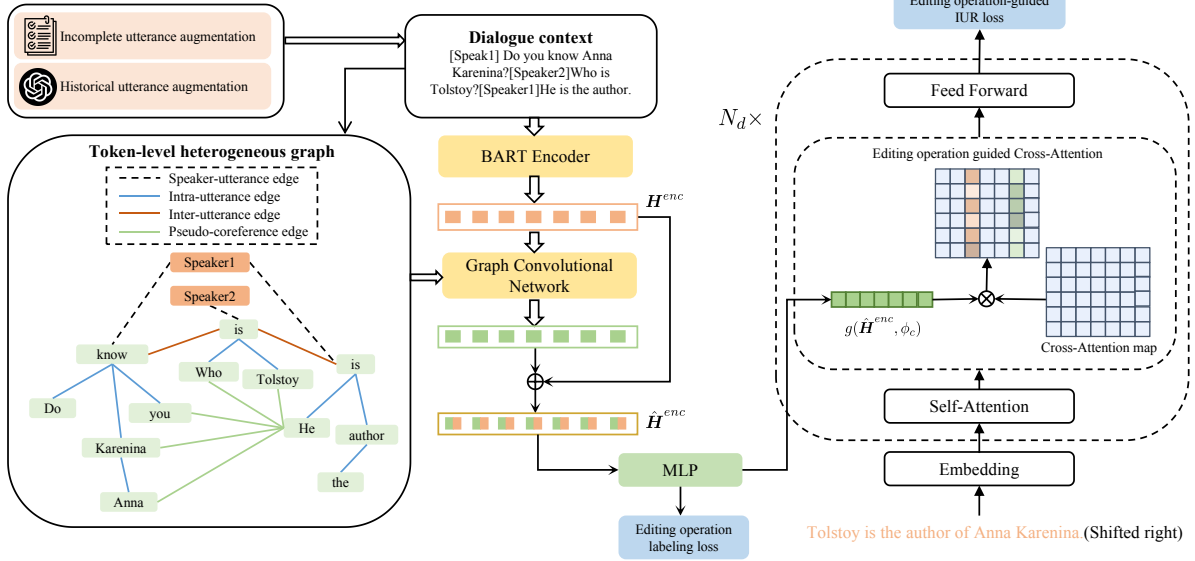 Incomplete utterance augmentation
Historical utterance augmentation
Dialogue context
[Speak1] Do you know Anna
Karenina?[Speaker2]Who is
Tolstoy?[Speaker1]He is the author.
Token-level heterogeneous graph
Speaker-utterance edge
Intra-utterance edge
Inter-utterance edge
Pseudo-coreference edge
Speaker1
Speaker2
is
know
is
Who
Tolstoy
Do
you
He
author
Karenina
the
Anna
BART Encoder
H^{enc}
Graph Convolutional
Network
Ĥ^{enc}
MLP
Editing operation
labeling loss
Editing operation-guided
IUR loss
N_d×
Feed Forward
Editing operation guided Cross-Attention
g(Ĥ^{enc}, ϕ_c)
Cross-Attention map
Self-Attention
Embedding
Tolstoy is the author of Anna Karenina.(Shifted right)